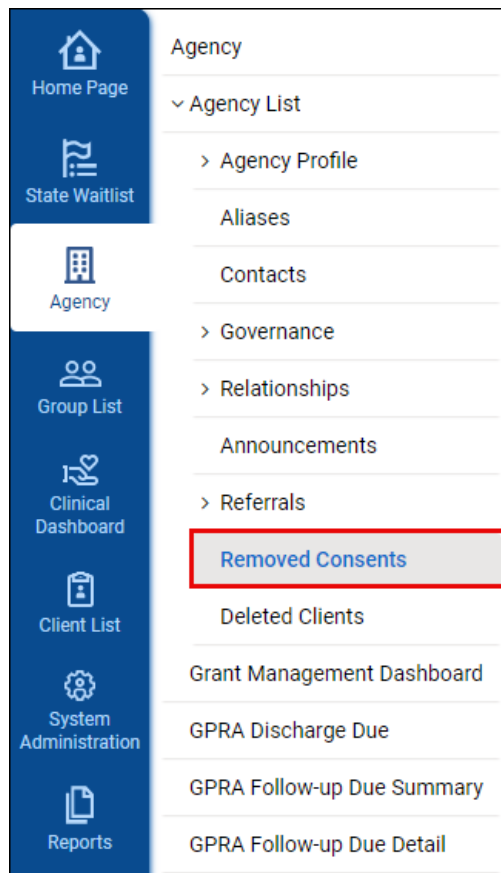 Home Page
State Waitlist
Agency
Group List
Clinical
Dashboard
Client List
System
Administration
Reports
Agency
Agency List
Agency Profile
Aliases
Contacts
Governance
Relationships
Announcements
Referrals
Removed Consents
Deleted Clients
Grant Management Dashboard
GPRA Discharge Due
GPRA Follow-up Due Summary
GPRA Follow-up Due Detail